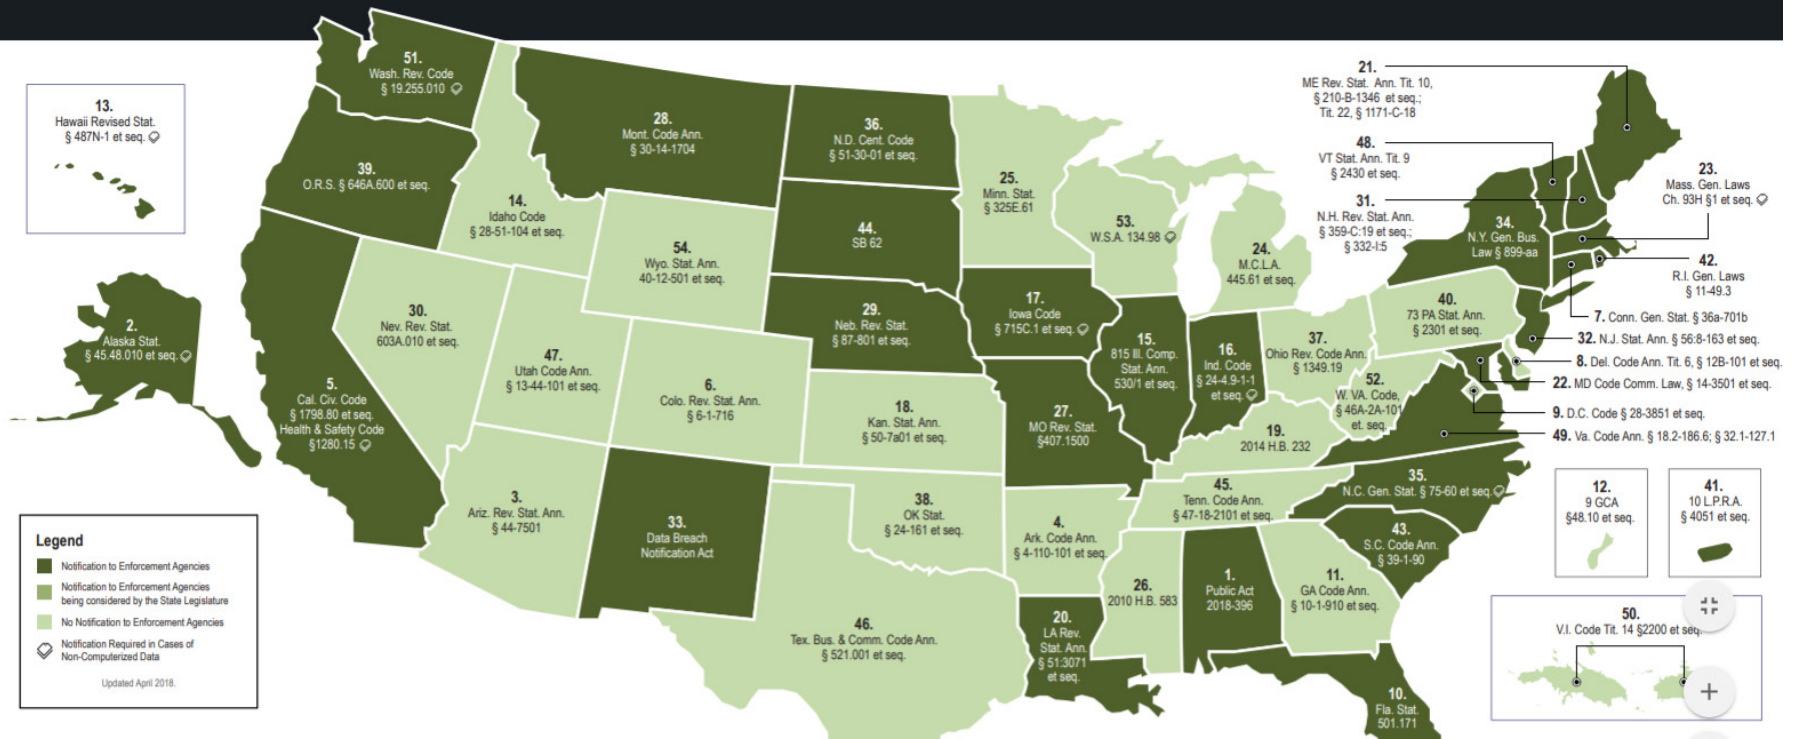 51.
Wash. Rev. Code
§ 19.255.010
13.
Hawaii Revised Stat.
§ 487N-1 et seq.
39.
O.R.S. § 646A.600 et seq.
28.
Mont. Code Ann.
§ 30-14-1704
36.
N.D. Cent. Code
§ 51-30-01 et seq.
14.
Idaho Code
§ 28-51-104 et seq.
25.
Minn. Stat.
§ 325E.61
44.
SB 62
53.
W.S.A. 134.98
54.
Wyo. Stat. Ann.
40-12-501 et seq.
24.
M.C.L.A.
445.61 et seq.
21.
ME Rev. Stat. Ann. Tit. 10,
§ 210-B-1346 et seq.;
Tit. 22, § 1171-C-18
48.
VT Stat. Ann. Tit. 9
§ 2430 et seq.
31.
N.H. Rev. Stat. Ann.
§ 359-C:19 et seq.;
§ 332-I:5
23.
Mass. Gen. Laws
Ch. 93H §1 et seq.
34.
N.Y. Gen. Bus.
Law § 899-aa
42.
R.I. Gen. Laws
§ 11-49.3
7. Conn. Gen. Stat. § 36a-701b
32. N.J. Stat. Ann. § 56:8-163 et seq.
8. Del. Code Ann. Tit. 6, § 12B-101 et seq.
22. MD Code Comm. Law, § 14-3501 et seq.
9. D.C. Code § 28-3851 et seq.
49. Va. Code Ann. § 18.2-186.6; § 32.1-127.1
2.
Alaska Stat.
§ 45.48.010 et seq.
30.
Nev. Rev. Stat.
603A.010 et seq.
5.
Cal. Civ. Code
§ 1798.80 et seq.
Health & Safety Code
§1280.15
47.
Utah Code Ann.
§ 13-44-101 et seq.
6.
Colo. Rev. Stat. Ann.
§ 6-1-716
29.
Neb. Rev. Stat.
§ 87-801 et seq.
17.
Iowa Code
§ 715C.1 et seq.
15.
815 Ill. Comp.
Stat. Ann.
530/1 et seq.
16.
Ind. Code
§ 24-4.9-1-1
et seq.
37.
Ohio Rev. Code Ann.
§ 1349.19
40.
73 PA Stat. Ann.
§ 2301 et seq.
52.
W. VA. Code,
§ 46A-2A-101
et. seq.
18.
Kan. Stat. Ann.
§ 50-7a01 et seq.
27.
MO Rev. Stat.
§407.1500
19.
2014 H.B. 232
3.
Ariz. Rev. Stat. Ann.
§ 44-7501
33.
Data Breach
Notification Act
38.
OK Stat.
§ 24-161 et seq.
4.
Ark. Code Ann.
§ 4-110-101 et seq.
45.
Tenn. Code Ann.
§ 47-18-2101 et seq.
35.
N.C. Gen. Stat. § 75-60 et seq.
43.
S.C. Code Ann.
§ 39-1-90
12.
9 GCA
§48.10 et seq.
41.
10 L.P.R.A.
§ 4051 et seq.
46.
Tex. Bus. & Comm. Code Ann.
§ 521.001 et seq.
20.
LA Rev.
Stat. Ann.
§ 51:3071
et seq.
26.
2010 H.B. 583
1.
Public Act
2018-396
11.
GA Code Ann.
§ 10-1-910 et seq.
10.
Fla. Stat.
501.171
50.
V.I. Code Tit. 14 §2200 et seq.
Legend
Notification to Enforcement Agencies
Notification to Enforcement Agencies
being considered by the State Legislature
No Notification to Enforcement Agencies
Notification Required in Cases of
Non-Computerized Data
Updated April 2018.